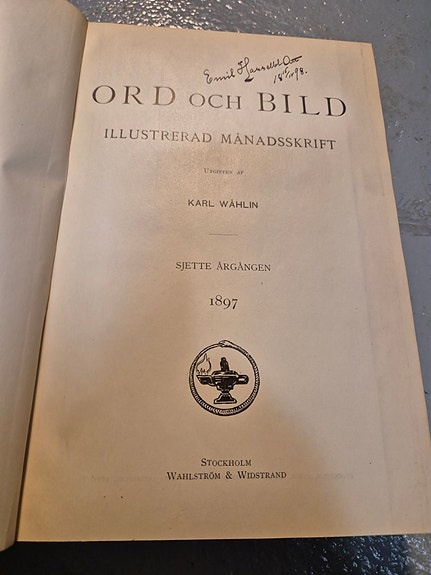 Emil
ORD OCH BILD
ILLUSTRERAD MÅNADSSKRIFT
UTGIFVEN AF
KARL WÅHLIN
SJETTE ÅRGÅNGEN
1897
STOCKHOLM
WAHLSTRÖM & WIDSTRAND